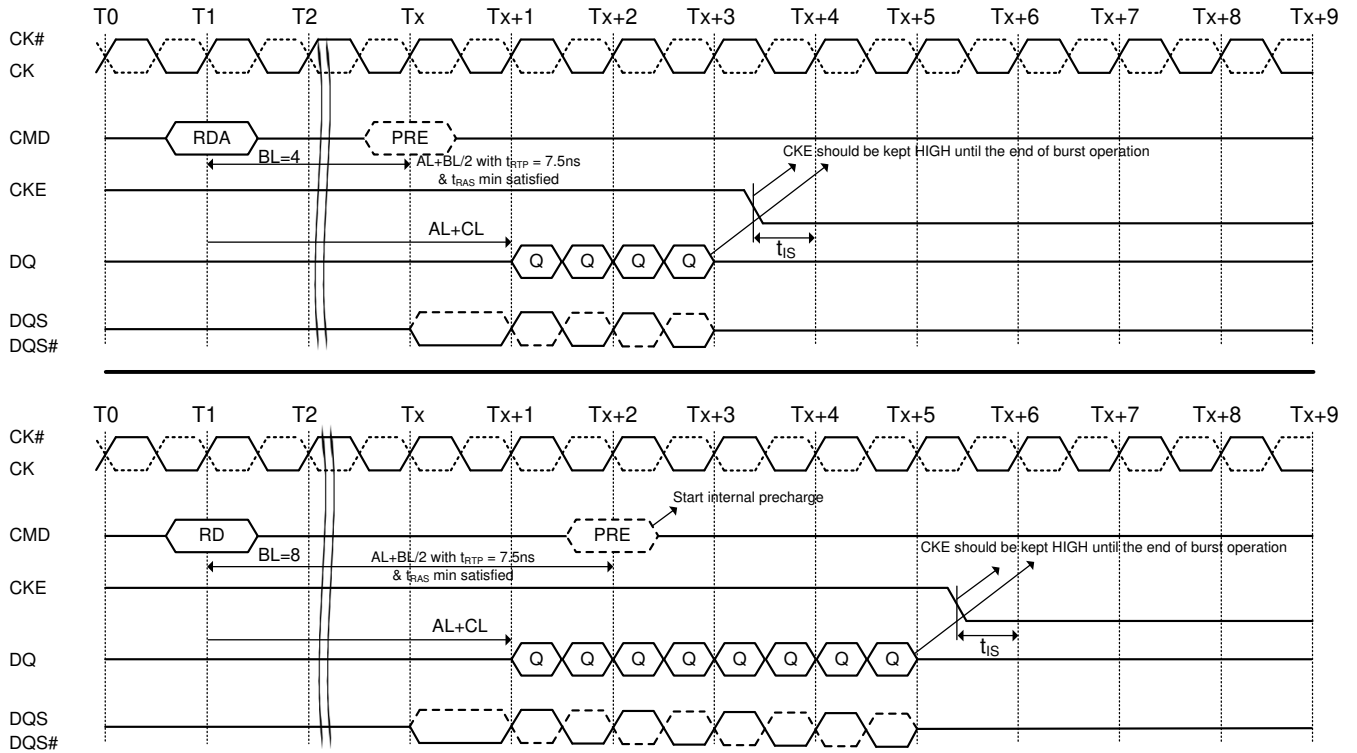 T0 T1 T2 Tx Tx+1 Tx+2 Tx+3 Tx+4 Tx+5 Tx+6 Tx+7 Tx+8 Tx+9
CK#
CK
CMD RDA PRE
BL=4 AL+BL/2 with tRTP = 7.5ns
& tRAS min satisfied
CKE should be kept HIGH until the end of burst operation
CKE
AL+CL
tIS
DQ Q Q Q Q
DQS
DQS#
T0 T1 T2 Tx Tx+1 Tx+2 Tx+3 Tx+4 Tx+5 Tx+6 Tx+7 Tx+8 Tx+9
CK#
CK
Start internal precharge
CMD RD PRE
BL=8 AL+BL/2 with tRTP = 7.5ns
& tRAS min satisfied
CKE should be kept HIGH until the end of burst operation
CKE
AL+CL
tIS
DQ Q Q Q Q Q Q Q Q
DQS
DQS#